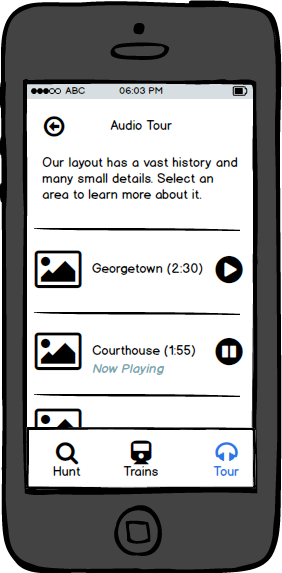 ABC 06:03 PM
Audio Tour
Our layout has a vast history and
many small details. Select an
area to learn more about it.
Georgetown (2:30)
Courthouse (1:55)
Now Playing
Hunt Trains Tour